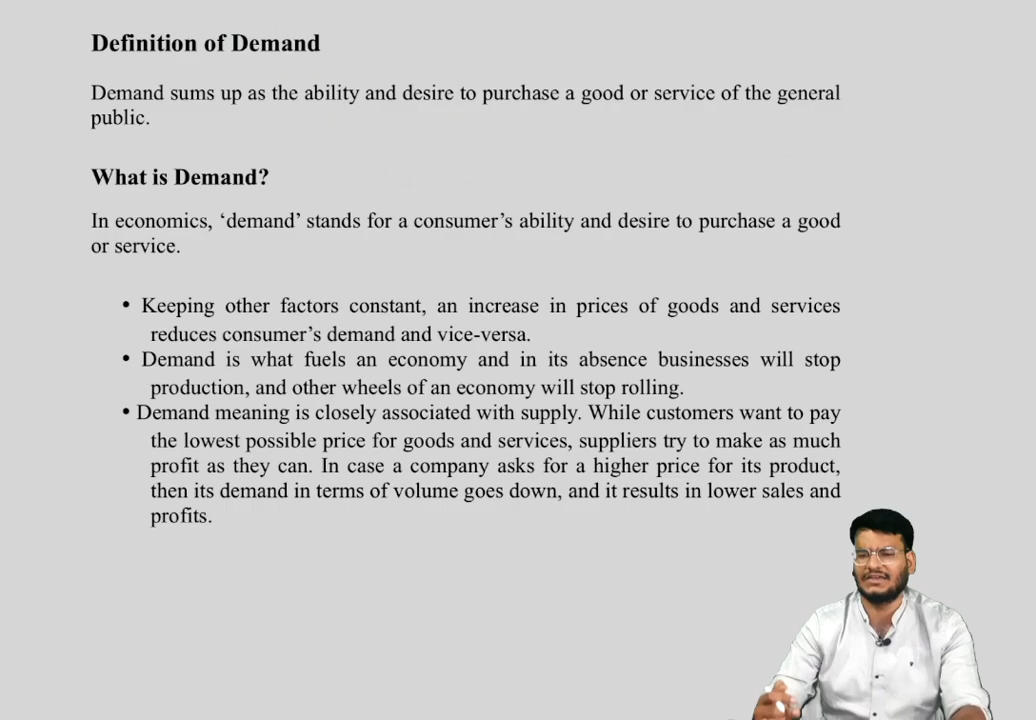 Definition of Demand
Demand sums up as the ability and desire to purchase a good or service of the general
public.
What is Demand?
In economics, ‘demand’ stands for a consumer’s ability and desire to purchase a good
or service.
• Keeping other factors constant, an increase in prices of goods and services
reduces consumer’s demand and vice-versa.
• Demand is what fuels an economy and in its absence businesses will stop
production, and other wheels of an economy will stop rolling.
• Demand meaning is closely associated with supply. While customers want to pay
the lowest possible price for goods and services, suppliers try to make as much
profit as they can. In case a company asks for a higher price for its product,
then its demand in terms of volume goes down, and it results in lower sales and
profits.